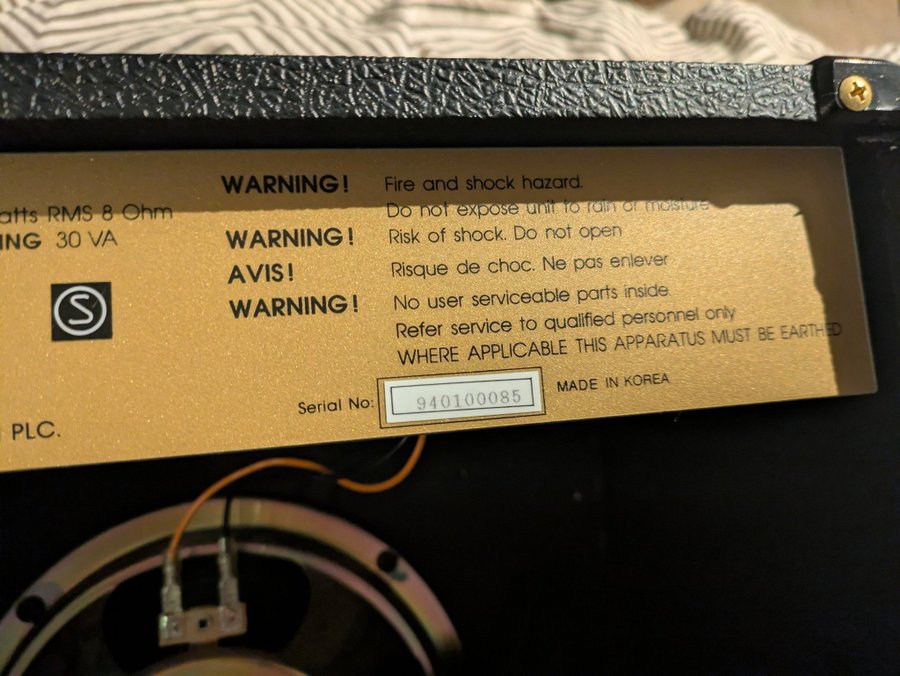 WARNING! Fire and shock hazard.
Do not expose unit to rain or moisture
atts RMS 8 Ohm
ING 30 VA
WARNING! Risk of shock. Do not open
AVIS! Risque de choc. Ne pas enlever
S
WARNING! No user serviceable parts inside.
Refer service to qualified personnel only
WHERE APPLICABLE THIS APPARATUS MUST BE EARTHED
Serial No: 940100085 MADE IN KOREA
PLC.